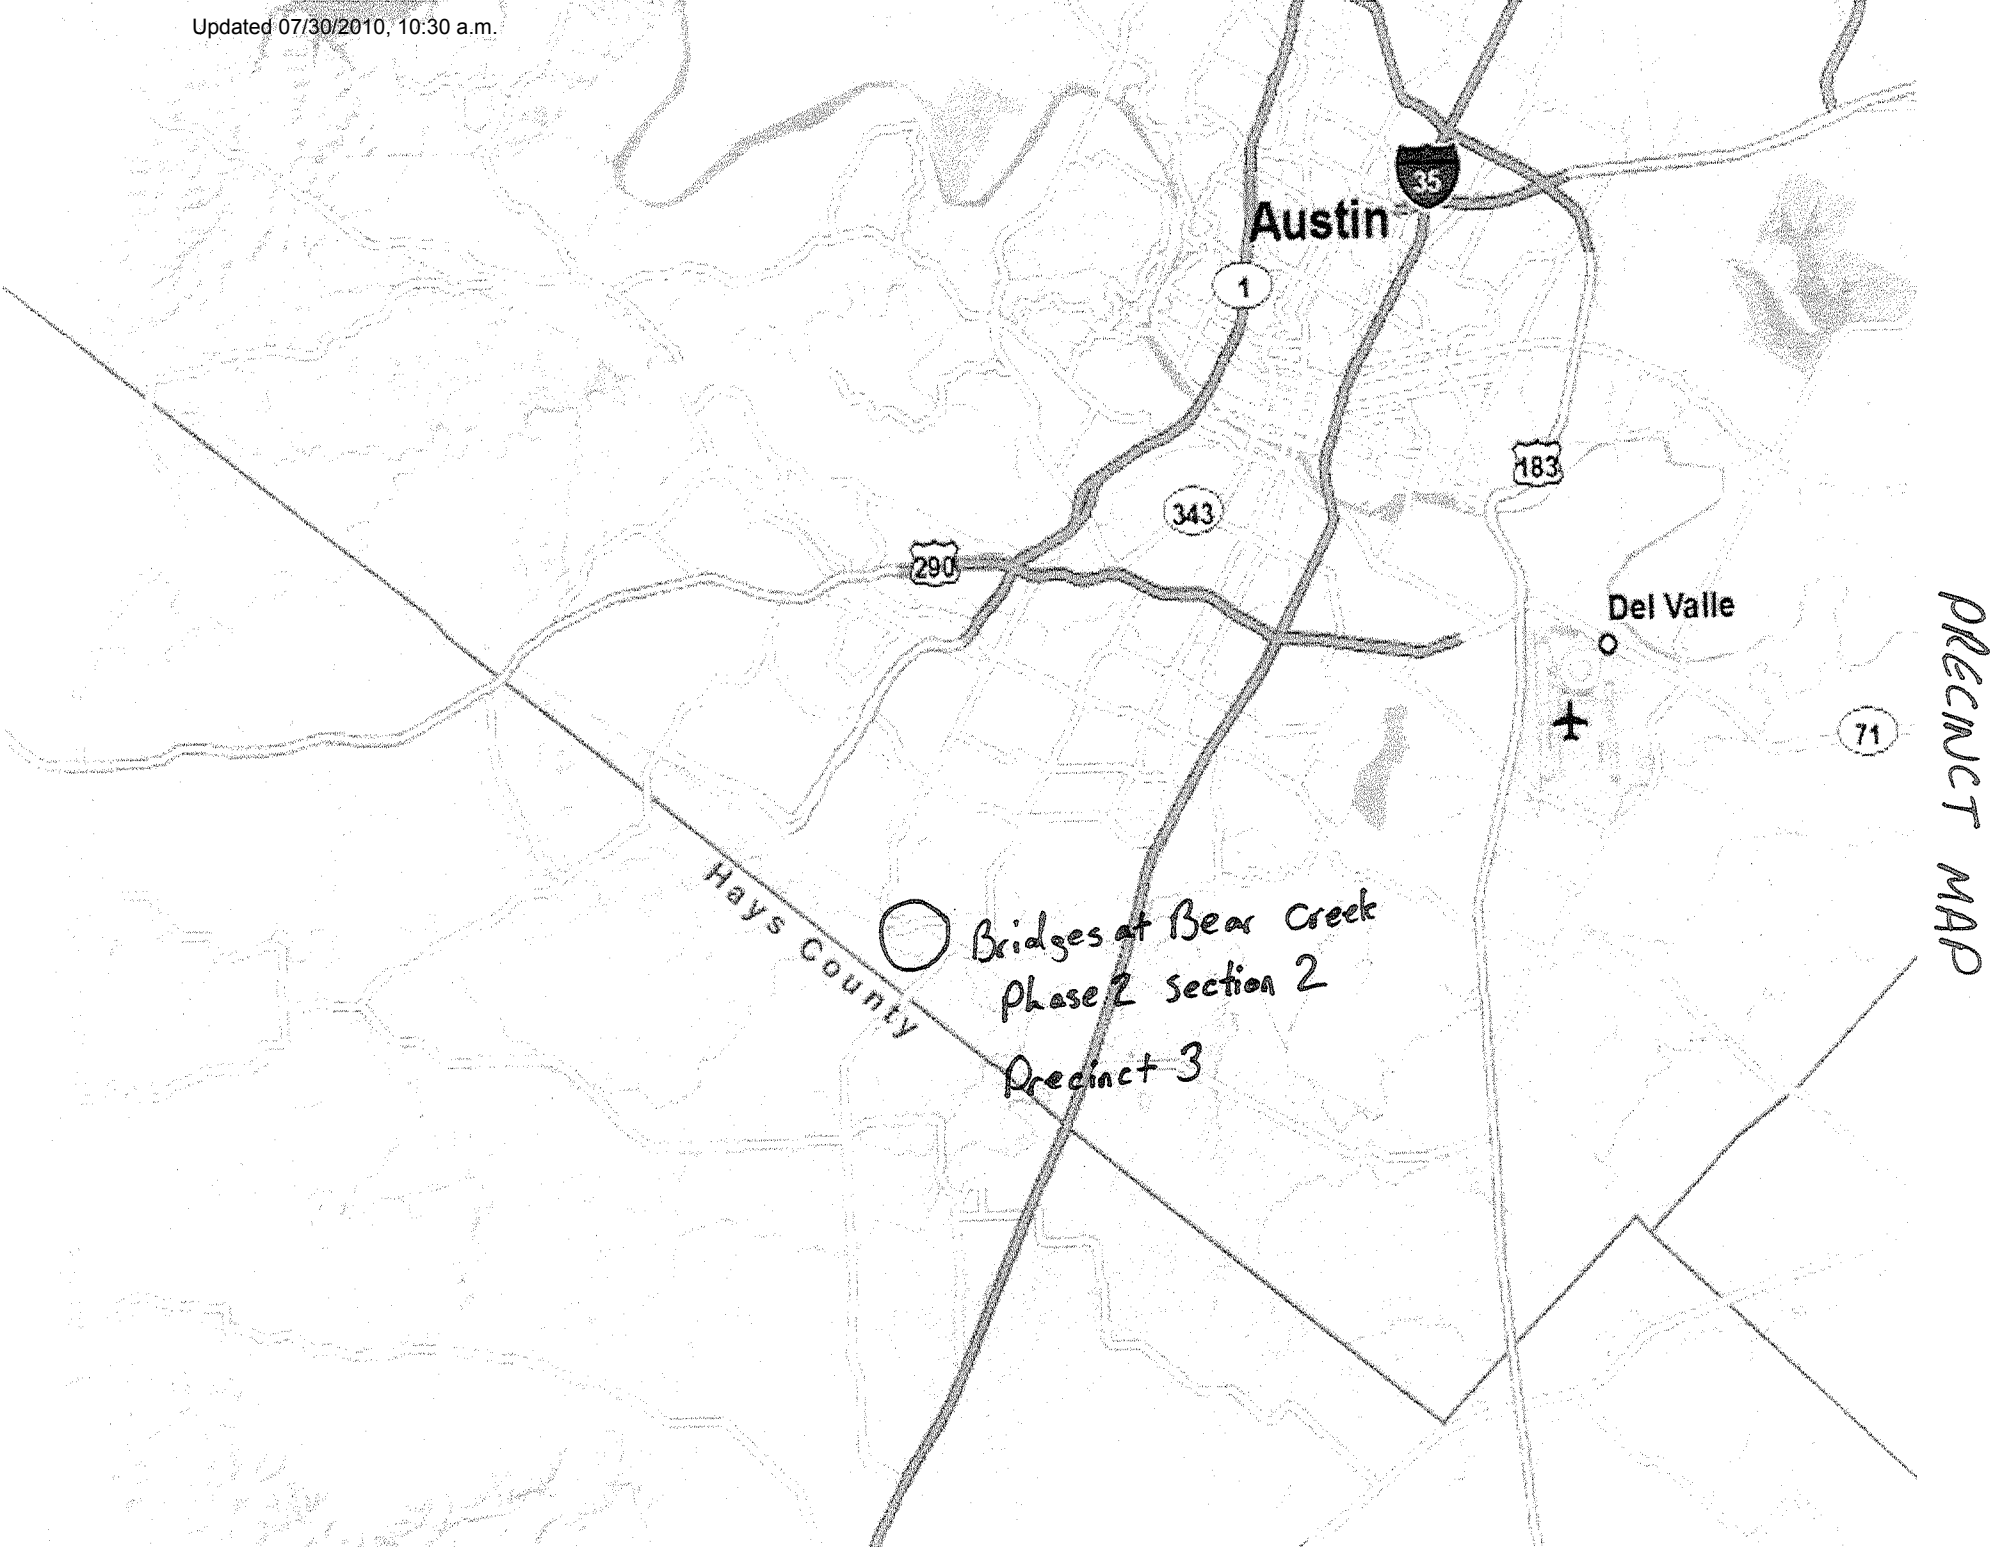 Updated 07/30/2010, 10:30 a.m.
35
Austin
1
183
343
290
Del Valle
71
PRECINCT MAP
Hays County
Bridges at Bear Creek
Phase 2 Section 2
Precinct 3